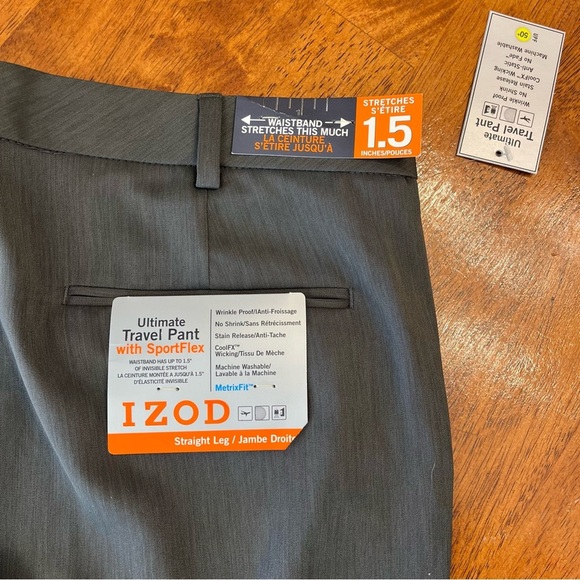 WAISTBAND
STRETCHES THIS MUCH
LA CEINTURE
S'ÉTIRE JUSQU'À
STRETCHES
S'ÉTIRE
1.5
INCHES/POUCES
Ultimate
Travel Pant
Wrinkle Proof
No Shrink
Stain Release
CoolFX™ Wicking
Anti-Static
No Fade™
Machine Washable
UPF
50+
Ultimate
Travel Pant
with SportFlex
WAISTBAND HAS UP TO 1.5"
OF INVISIBLE STRETCH
LA CEINTURE MONTÉE A JUSQU'À 1.5"
D'ÉLASTICITÉ INVISIBLE
Wrinkle Proof/lAnti-Froissage
No Shrink/Sans Rétrécissment
Stain Release/Anti-Tache
CoolFX™
Wicking/Tissu De Mèche
Machine Washable/
Lavable à la Machine
MetrixFit™
IZOD
Straight Leg / Jambe Droite